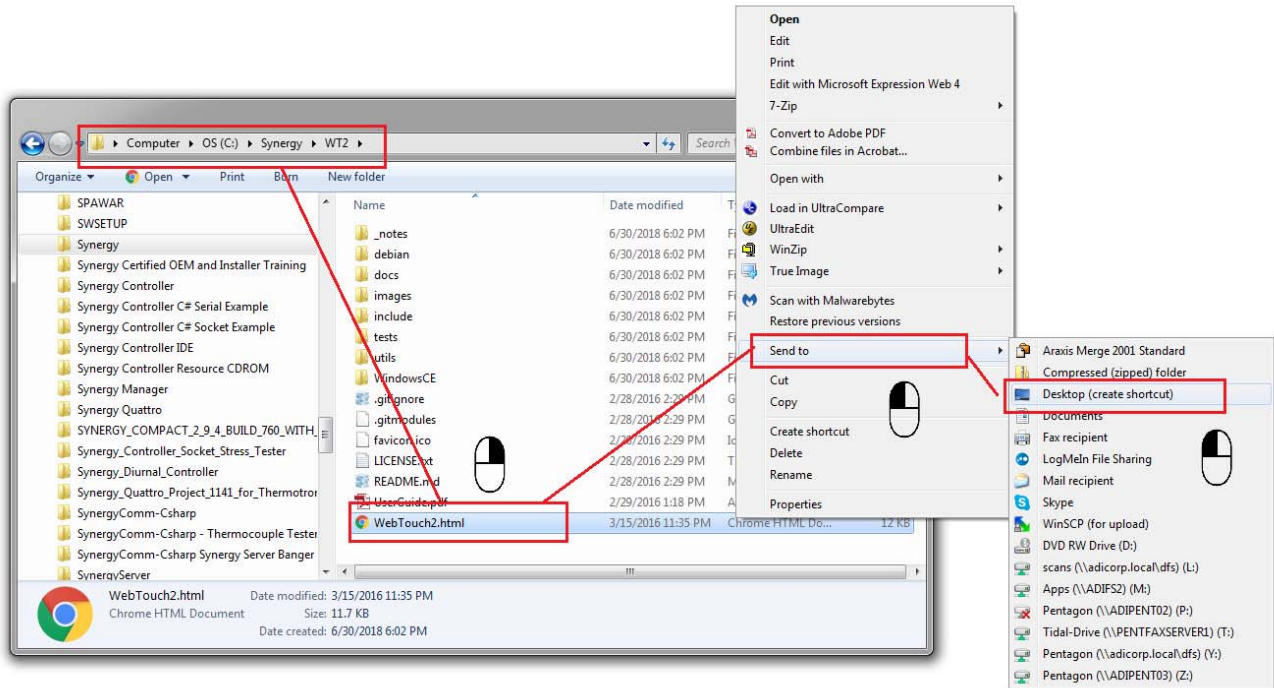 Computer ▸ OS (C:) ▸ Synergy ▸ WT2 ▸
Search
Organize ▾ Open ▾ Print Burn New folder
SPAWAR
SWSETUP
Synergy
Synergy Certified OEM and Installer Training
Synergy Controller
Synergy Controller C# Serial Example
Synergy Controller C# Socket Example
Synergy Controller IDE
Synergy Controller Resource CDROM
Synergy Manager
Synergy Quattro
SYNERGY_COMPACT_2_9_4_BUILD_760_WITH_
Synergy_Controller_Socket_Stress_Tester
Synergy_Diurnal_Controller
Synergy_Quattro_Project_1141_for_Thermotror
SynergyComm-Csharp
SynergyComm-Csharp - Thermocouple Tester
SynergyComm-Csharp Synergy Server Banger
SynergyServer
Name Date modified
_notes 6/30/2018 6:02 PM Fi
debian 6/30/2018 6:02 PM Fi
docs 6/30/2018 6:02 PM Fi
images 6/30/2018 6:02 PM Fi
include 6/30/2018 6:02 PM Fi
tests 6/30/2018 6:02 PM Fi
utils 6/30/2018 6:02 PM Fi
WindowsCE 6/30/2018 6:02 PM Fi
.gitignore 2/28/2016 2:29 PM G
.gitmodules 2/28/2016 2:29 PM G
favicon.ico 2/28/2016 2:29 PM Ic
LICENSE.txt 2/28/2016 2:29 PM T
README.md 2/28/2016 2:29 PM M
UserGuide.pdf 2/29/2016 1:18 PM A
WebTouch2.html 3/15/2016 11:35 PM Chrome HTML Do... 12 KB
WebTouch2.html Date modified: 3/15/2016 11:35 PM
Chrome HTML Document Size: 11.7 KB
Date created: 6/30/2018 6:02 PM
Open
Edit
Print
Edit with Microsoft Expression Web 4
7-Zip
Convert to Adobe PDF
Combine files in Acrobat...
Open with
Load in UltraCompare
UltraEdit
WinZip
True Image
Scan with Malwarebytes
Restore previous versions
Send to
Cut
Copy
Create shortcut
Delete
Rename
Properties
Araxis Merge 2001 Standard
Compressed (zipped) folder
Desktop (create shortcut)
Documents
Fax recipient
LogMeIn File Sharing
Mail recipient
Skype
WinSCP (for upload)
DVD RW Drive (D:)
scans (\\adicorp.local\dfs) (L:)
Apps (\\ADIFS2) (M:)
Pentagon (\\ADIPENT02) (P:)
Tidal-Drive (\\PENTFAXSERVER1) (T:)
Pentagon (\\adicorp.local\dfs) (Y:)
Pentagon (\\ADIPENT03) (Z:)